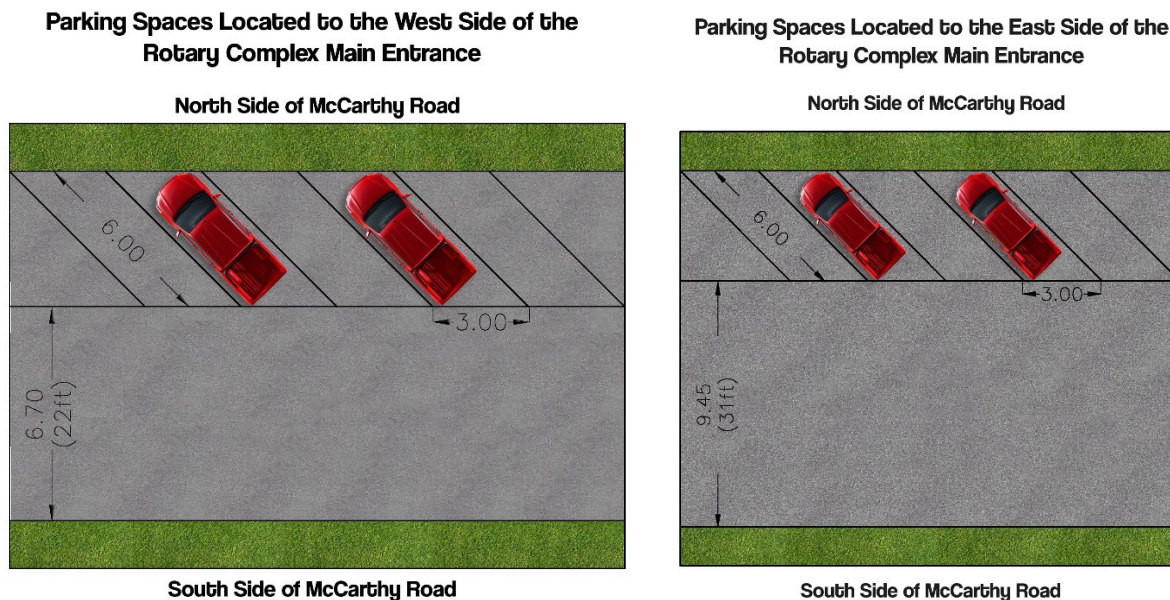 Parking Spaces Located to the West Side of the
Rotary Complex Main Entrance
North Side of McCarthy Road
6.00
3.00
6.70
(22ft)
South Side of McCarthy Road
Parking Spaces Located to the East Side of the
Rotary Complex Main Entrance
North Side of McCarthy Road
6.00
3.00
9.45
(31ft)
South Side of McCarthy Road